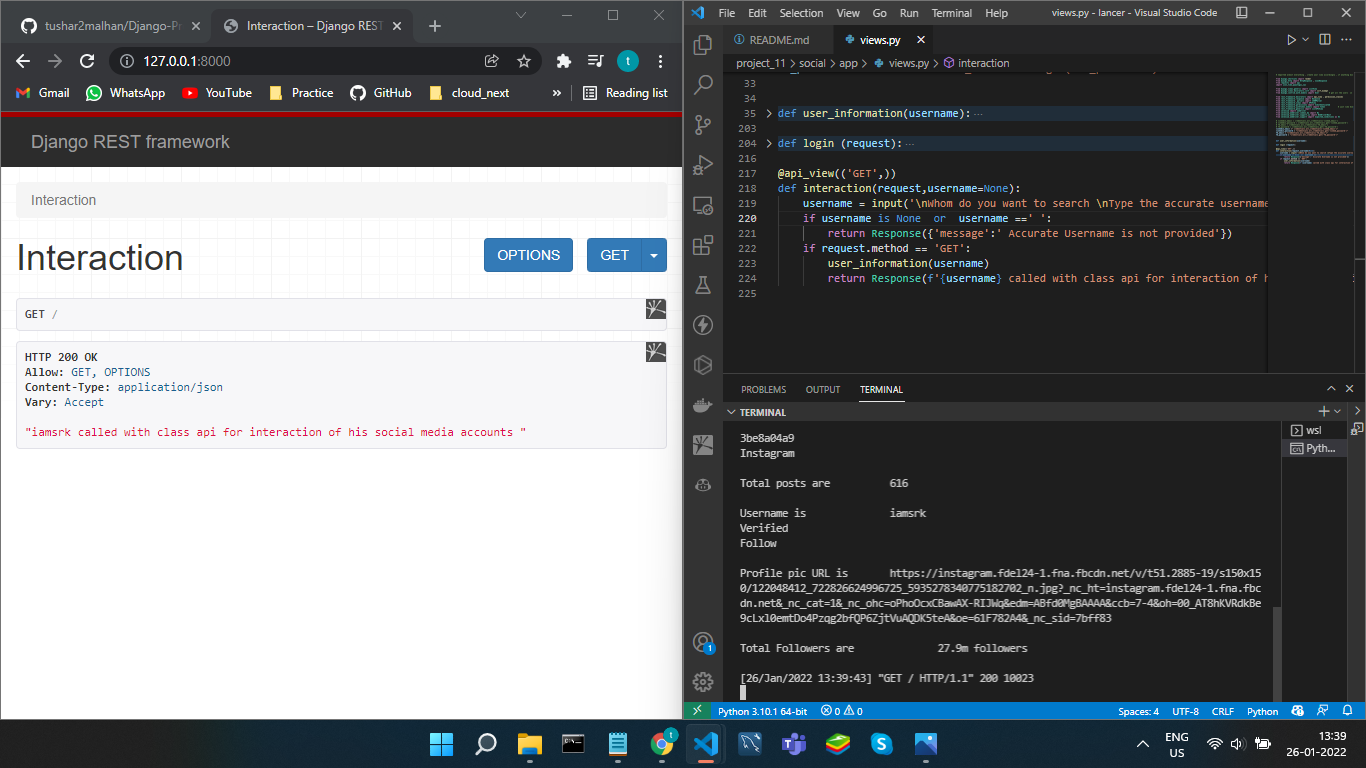 tushar2malhan/Django-Pr
Interaction – Django REST
127.0.0.1:8000
t
Gmail
WhatsApp
YouTube
Practice
GitHub
cloud_next
»
Reading list
Django REST framework
Interaction
Interaction
OPTIONS
GET
GET /
HTTP 200 OK
Allow: GET, OPTIONS
Content-Type: application/json
Vary: Accept
"iamsrk called with class api for interaction of his social media accounts "
File Edit Selection View Go Run Terminal Help
views.py - lancer - Visual Studio Code
README.md
views.py
project_11 > social > app > views.py > interaction
33
34
35 def user_information(username): ...
203
204 def login (request): ...
216
217 @api_view(('GET',))
218 def interaction(request,username=None):
219 username = input('\nWhom do you want to search \nType the accurate username
220 if username is None or username ==' ':
221 return Response({'message':' Accurate Username is not provided'})
222 if request.method == 'GET':
223 user_information(username)
224 return Response(f'{username} called with class api for interaction of h
225
PROBLEMS OUTPUT TERMINAL
TERMINAL
wsl
Pyth...
3be8a04a9
Instagram
Total posts are 616
Username is iamsrk
Verified
Follow
Profile pic URL is https://instagram.fdel24-1.fna.fbcdn.net/v/t51.2885-19/s150x15
0/122048412_722826624996725_5935278340775182702_n.jpg?_nc_ht=instagram.fdel24-1.fna.fbc
dn.net&_nc_cat=1&_nc_ohc=oPhoOcxCBawAX-RIJWq&edm=ABfd0MgBAAAA&ccb=7-4&oh=00_AT8hKVRdkBe
9cLxl0emtDo4Pzqg2bfQP6ZjtVuAQDK5teA&oe=61F782A4&_nc_sid=7bff83
Total Followers are 27.9m followers
[26/Jan/2022 13:39:43] "GET / HTTP/1.1" 200 10023
1
Python 3.10.1 64-bit
0 0
Spaces: 4 UTF-8 CRLF Python
t
ENG
US
13:39
26-01-2022